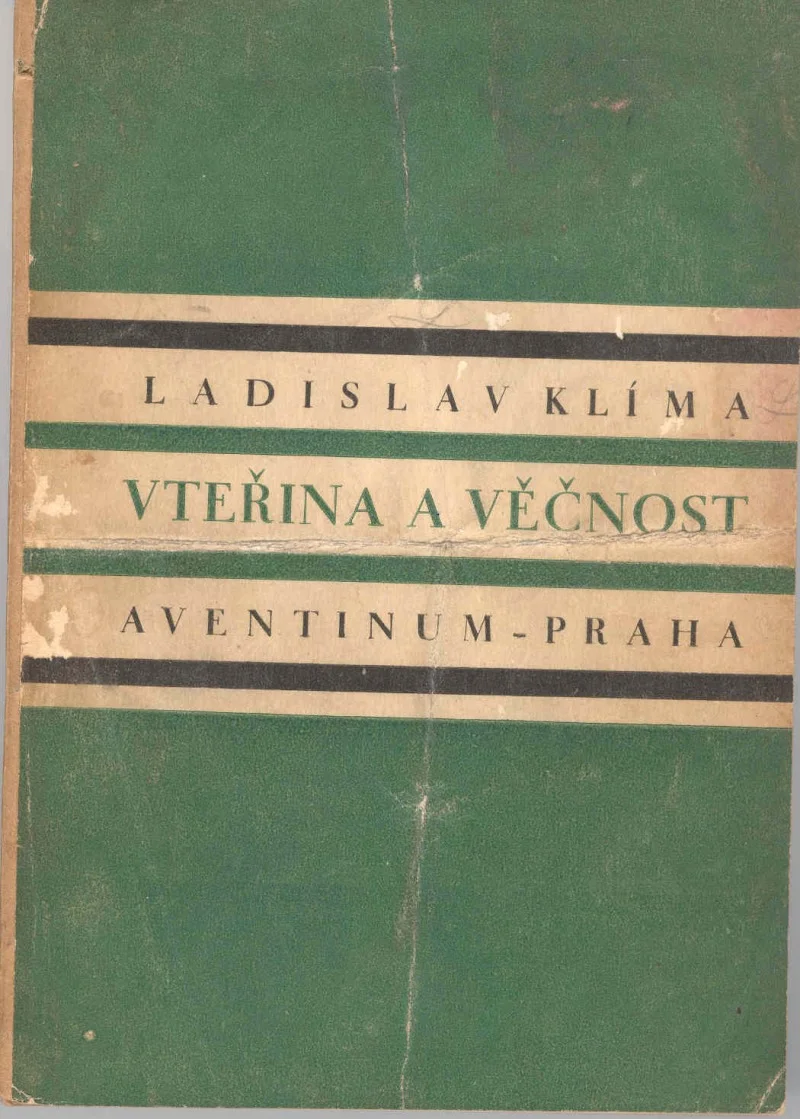 LADISLAV KLÍMA
VTEŘINA A VĚČNOST
AVENTINUM-PRAHA